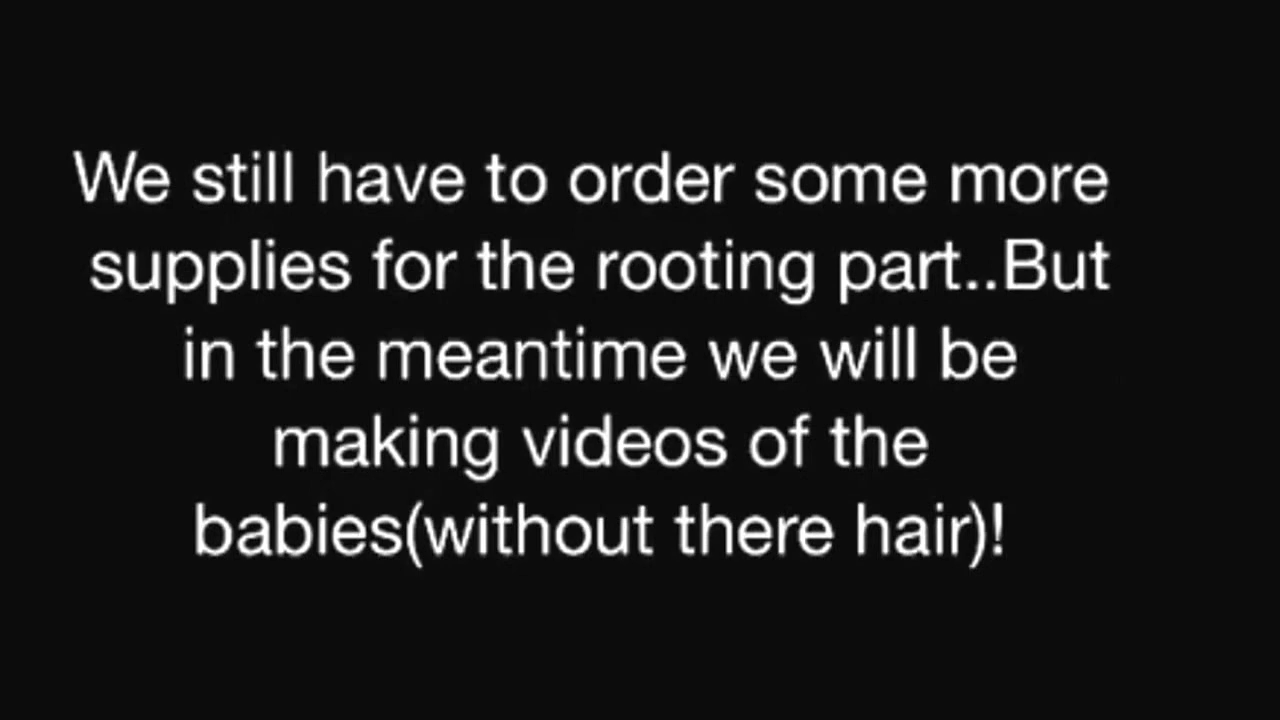 We still have to order some more
supplies for the rooting part..But
in the meantime we will be
making videos of the
babies(without there hair)!